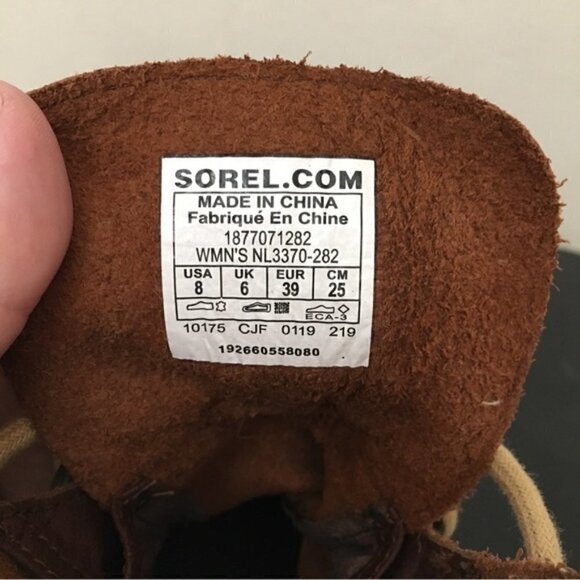 SOREL.COM
MADE IN CHINA
Fabriqué En Chine
1877071282
WMN'S NL3370-282
USA UK EUR CM
8 6 39 25
ECA-3
10175 CJF 0119 219
192660558080